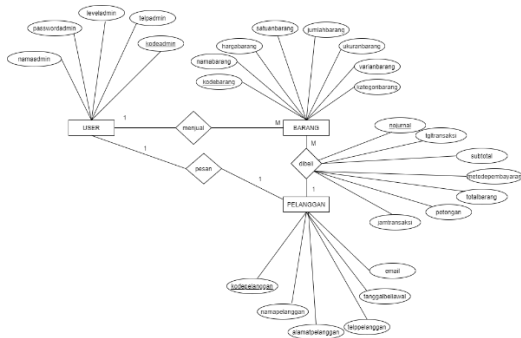 leveladmin
passwordadmin
telpadmin
namaadmin
kodeadmin
satuanbarang
jumlahbarang
hargabarang
ukuranbarang
namabarang
varianbarang
kodebarang
kategoribarang
USER
1
menjual
M
BARANG
nojurnal
tgltransaksi
M
1
pesan
dibeli
subtotal
metodepembayaran
totalbarang
1
1
PELANGGAN
potongan
jamtransaksi
email
kodepelanggan
tanggalbeliawal
namapelanggan
alamatpelanggan
telppelanggan